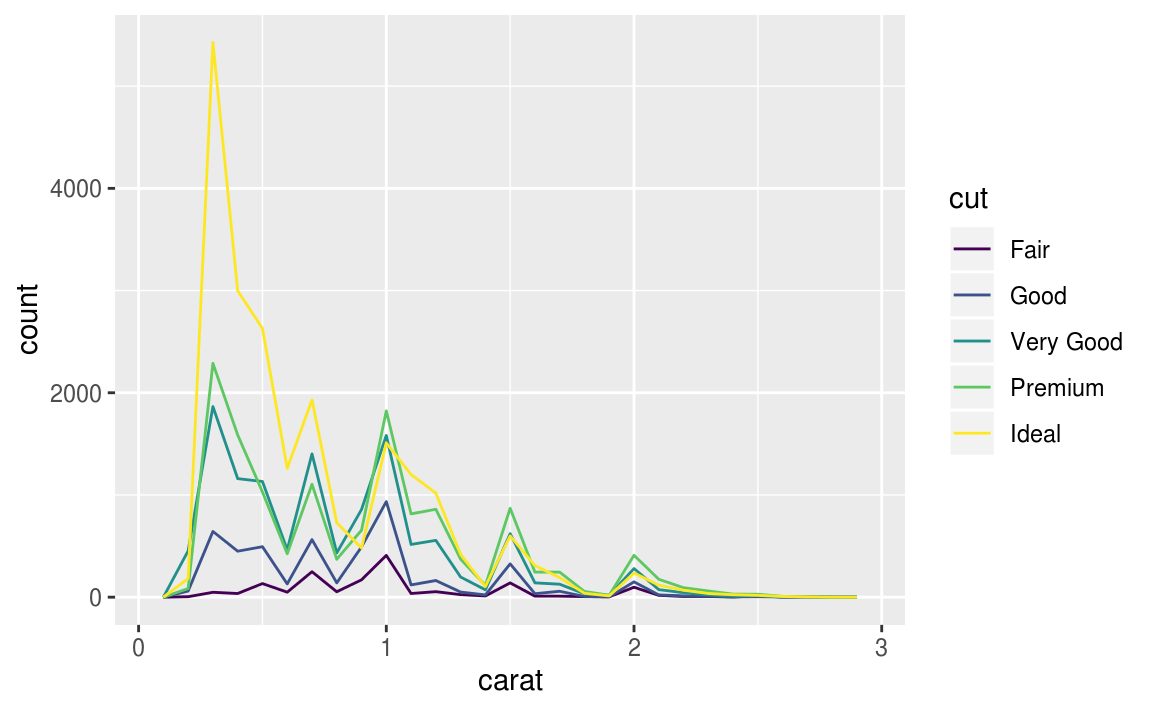 count
4000
2000
0
0
1
2
3
carat
cut
Fair
Good
Very Good
Premium
Ideal